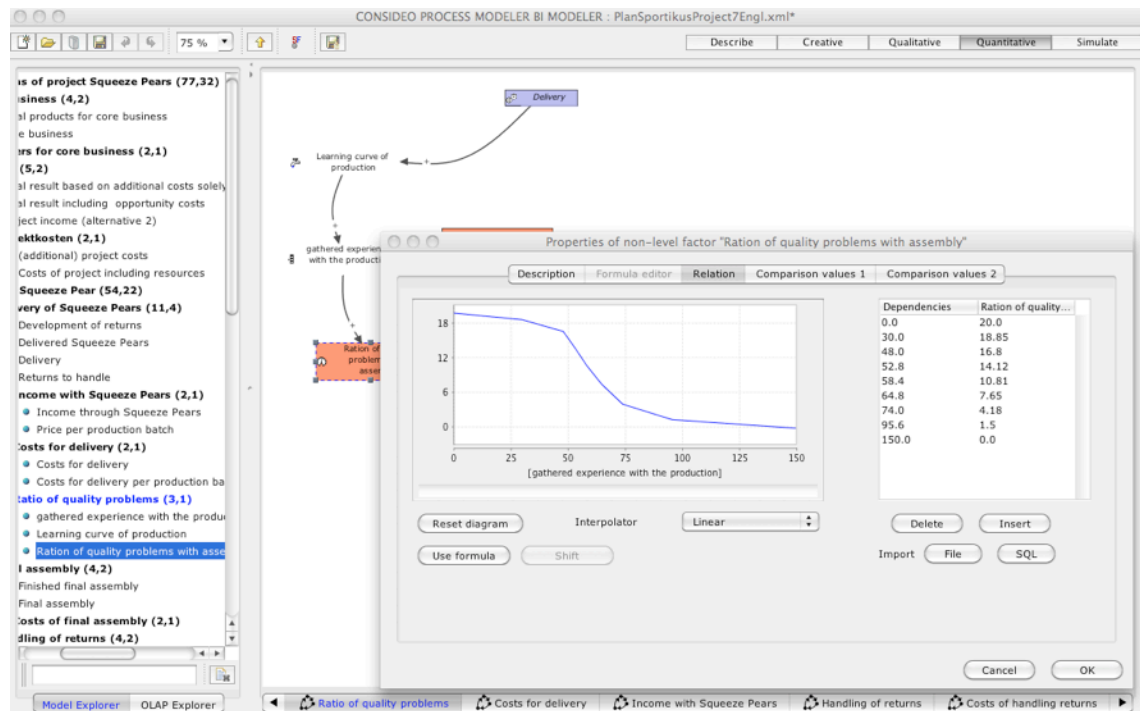 CONSIDEO PROCESS MODELER BI MODELER : PlanSportikusProject7Engl.xml*
75 %
Describe Creative Qualitative Quantitative Simulate
is of project Squeeze Pears (77,32)
usiness (4,2)
al products for core business
e business
ers for core business (2,1)
(5,2)
al result based on additional costs solely
al result including opportunity costs
ject income (alternative 2)
ektkosten (2,1)
(additional) project costs
Costs of project including resources
Squeeze Pear (54,22)
very of Squeeze Pears (11,4)
Development of returns
Delivered Squeeze Pears
Delivery
Returns to handle
ncome with Squeeze Pears (2,1)
Income through Squeeze Pears
Price per production batch
Costs for delivery (2,1)
Costs for delivery
Costs for delivery per production ba
Ratio of quality problems (3,1)
gathered experience with the produ
Learning curve of production
Ration of quality problems with asse
l assembly (4,2)
Finished final assembly
Final assembly
Costs of final assembly (2,1)
dling of returns (4,2)
Model Explorer OLAP Explorer
Delivery
+
Learning curve of
production
+
gathered experien
with the producti
+
Ration of
problem
asse
Properties of non-level factor "Ration of quality problems with assembly"
Description Formula editor Relation Comparison values 1 Comparison values 2
18
12
6
0
0 25 50 75 100 125 150
[gathered experience with the production]
Dependencies Ration of quality...
0.0 20.0
30.0 18.85
48.0 16.8
52.8 14.12
58.4 10.81
64.8 7.65
74.0 4.18
95.6 1.5
150.0 0.0
Reset diagram Interpolator Linear Delete Insert
Use formula Shift Import File SQL
Cancel OK
Ratio of quality problems Costs for delivery Income with Squeeze Pears Handling of returns Costs of handling returns